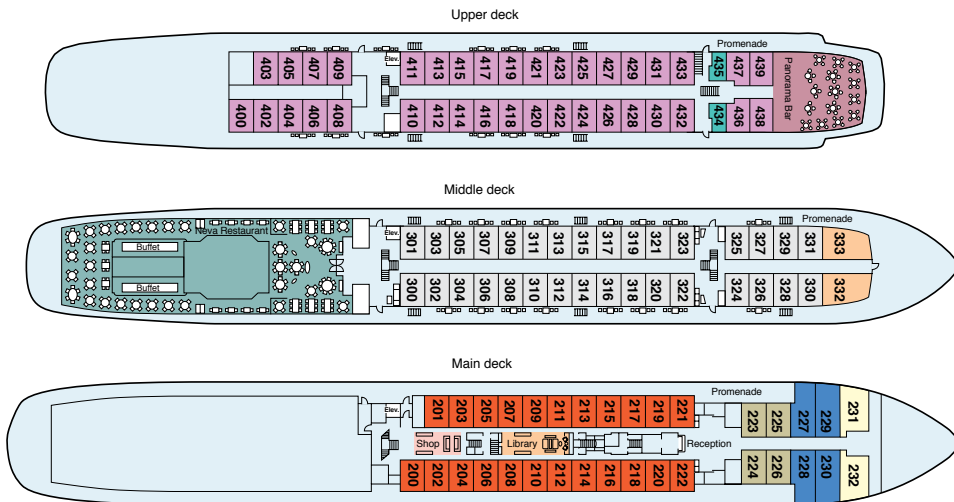 Upper deck
Promenade
403 405 407 409 Elev. 411 413 415 417 419 421 423 425 427 429 431 433 435 437 439
Panorama Bar
400 402 404 406 408 410 412 414 416 418 420 422 424 426 428 430 432 434 436 438
Middle deck
Promenade
Neva Restaurant
Elev. 301 303 305 307 309 311 313 315 317 319 321 323 325 327 329 331 333
Buffet
Buffet
300 302 304 306 308 310 312 314 316 318 320 322 324 326 328 330 332
Main deck
Promenade
Elev. 201 203 205 207 209 211 213 215 217 219 221 223 225 227 229 231
Shop Library Reception
200 202 204 206 208 210 212 214 216 218 220 222 224 226 228 230 232